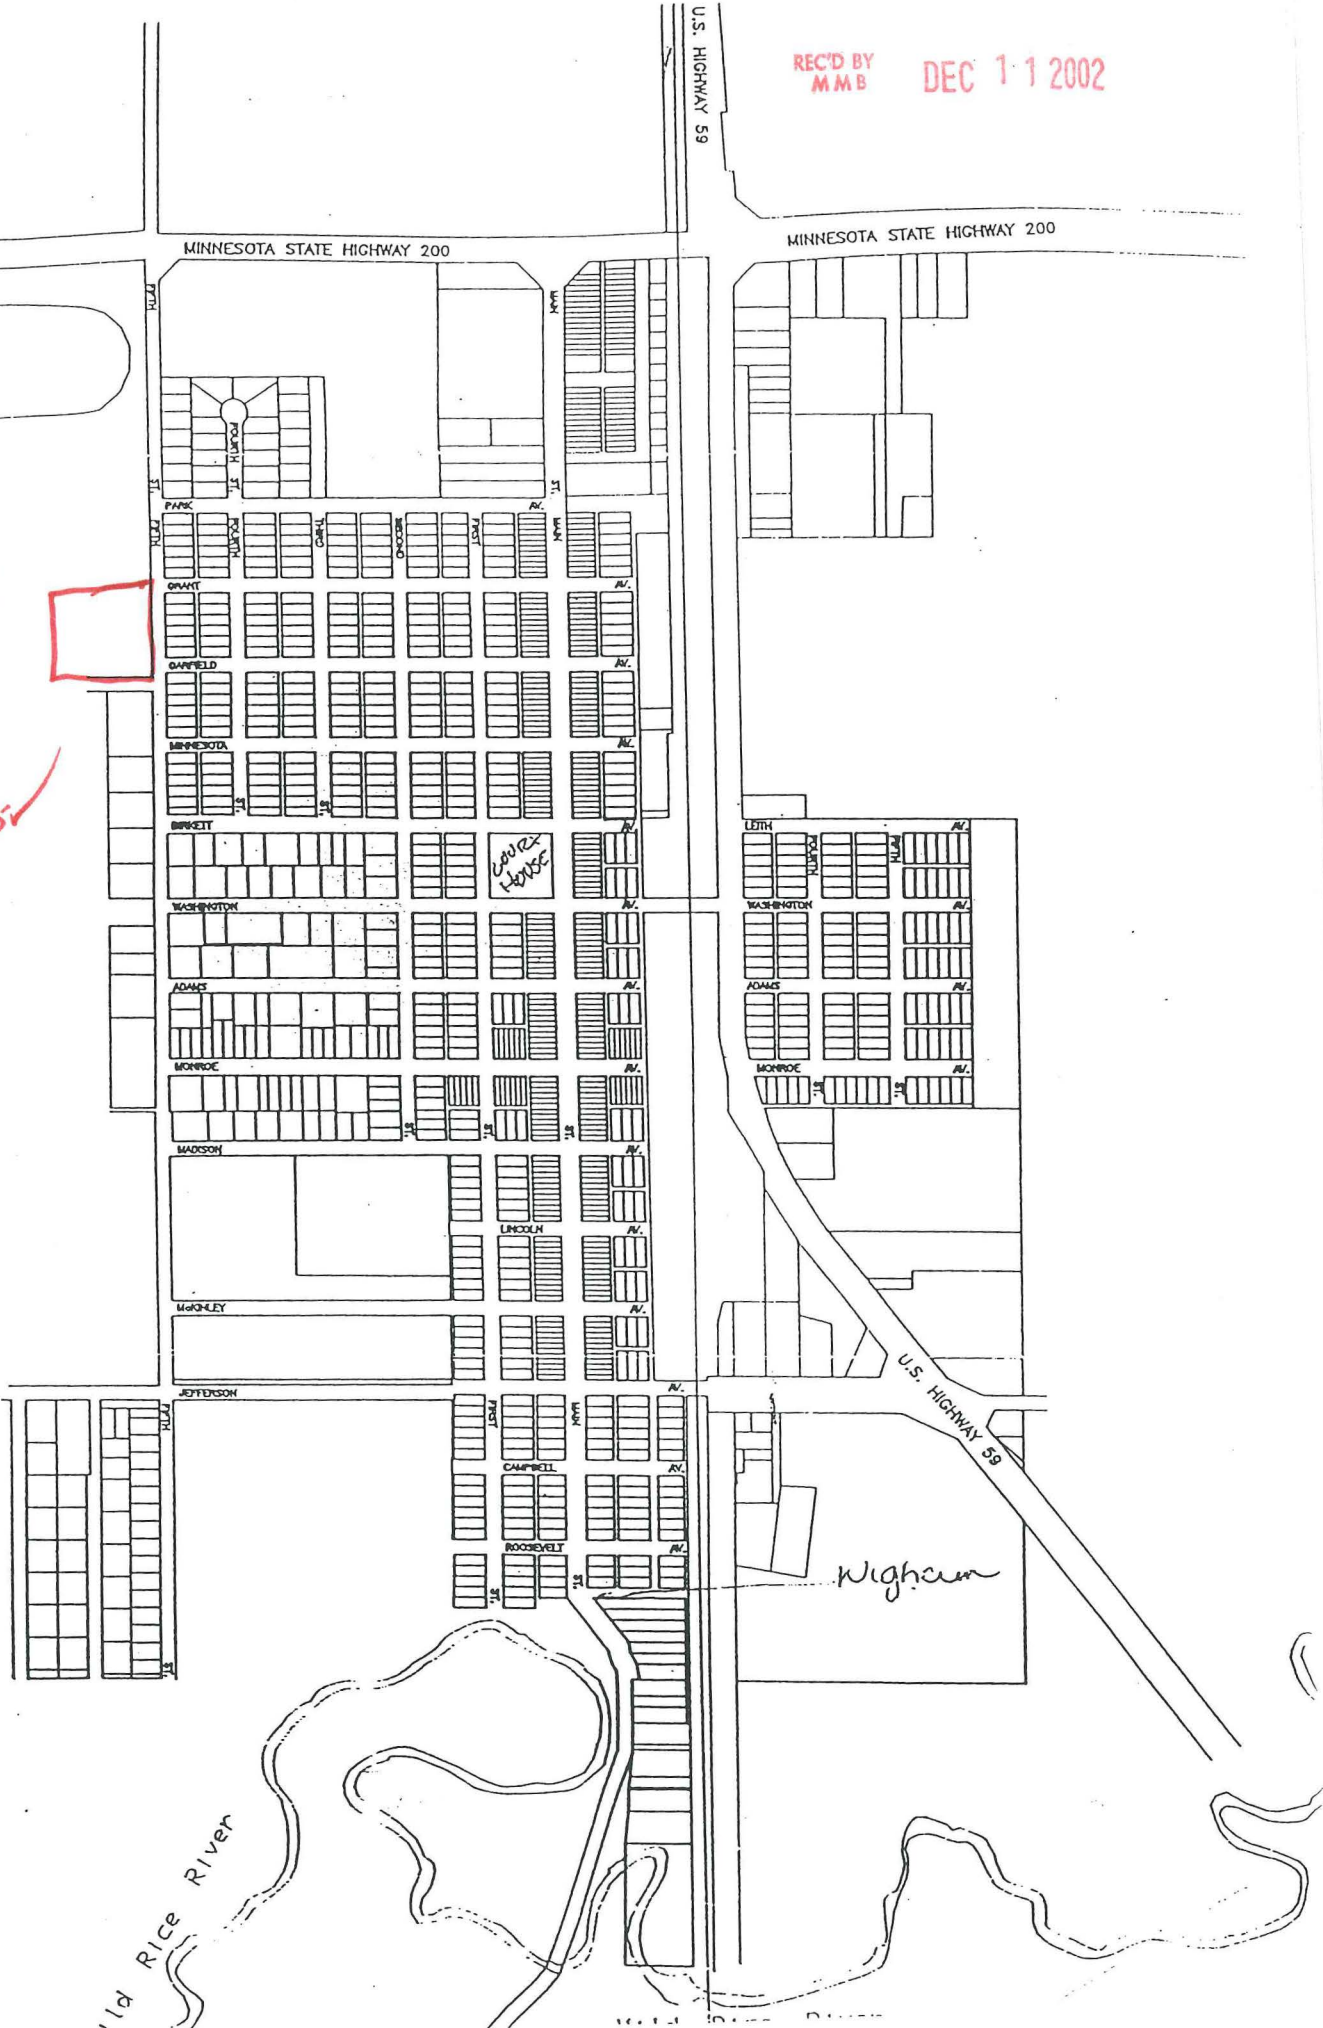 U.S. HIGHWAY 59
REC'D BY
MMB
DEC 11 2002
MINNESOTA STATE HIGHWAY 200
MINNESOTA STATE HIGHWAY 200
FIFTH
MAIN
FOURTH
ST.
ST.
ST.
PARK
AV.
FIFTH
FOURTH
THIRD
SECOND
FIRST
MAIN
GRANT
AV.
GARFIELD
AV.
MINNESOTA
AV.
ST.
ST.
BIRKETT
AV.
COURT
HOUSE
LEITH
AV.
FOURTH
FIFTH
WASHINGTON
AV.
WASHINGTON
AV.
ADAMS
AV.
ADAMS
AV.
MONROE
AV.
MONROE
AV.
ST.
ST.
ST.
ST.
ST.
MADISON
AV.
LINCOLN
AV.
McKINLEY
AV.
U.S. HIGHWAY 59
JEFFERSON
AV.
FIFTH
FIRST
MAIN
CAMPBELL
AV.
ROOSEVELT
AV.
Wigham
ST.
ST.
ST.
ild Rice River
Wild Rice River